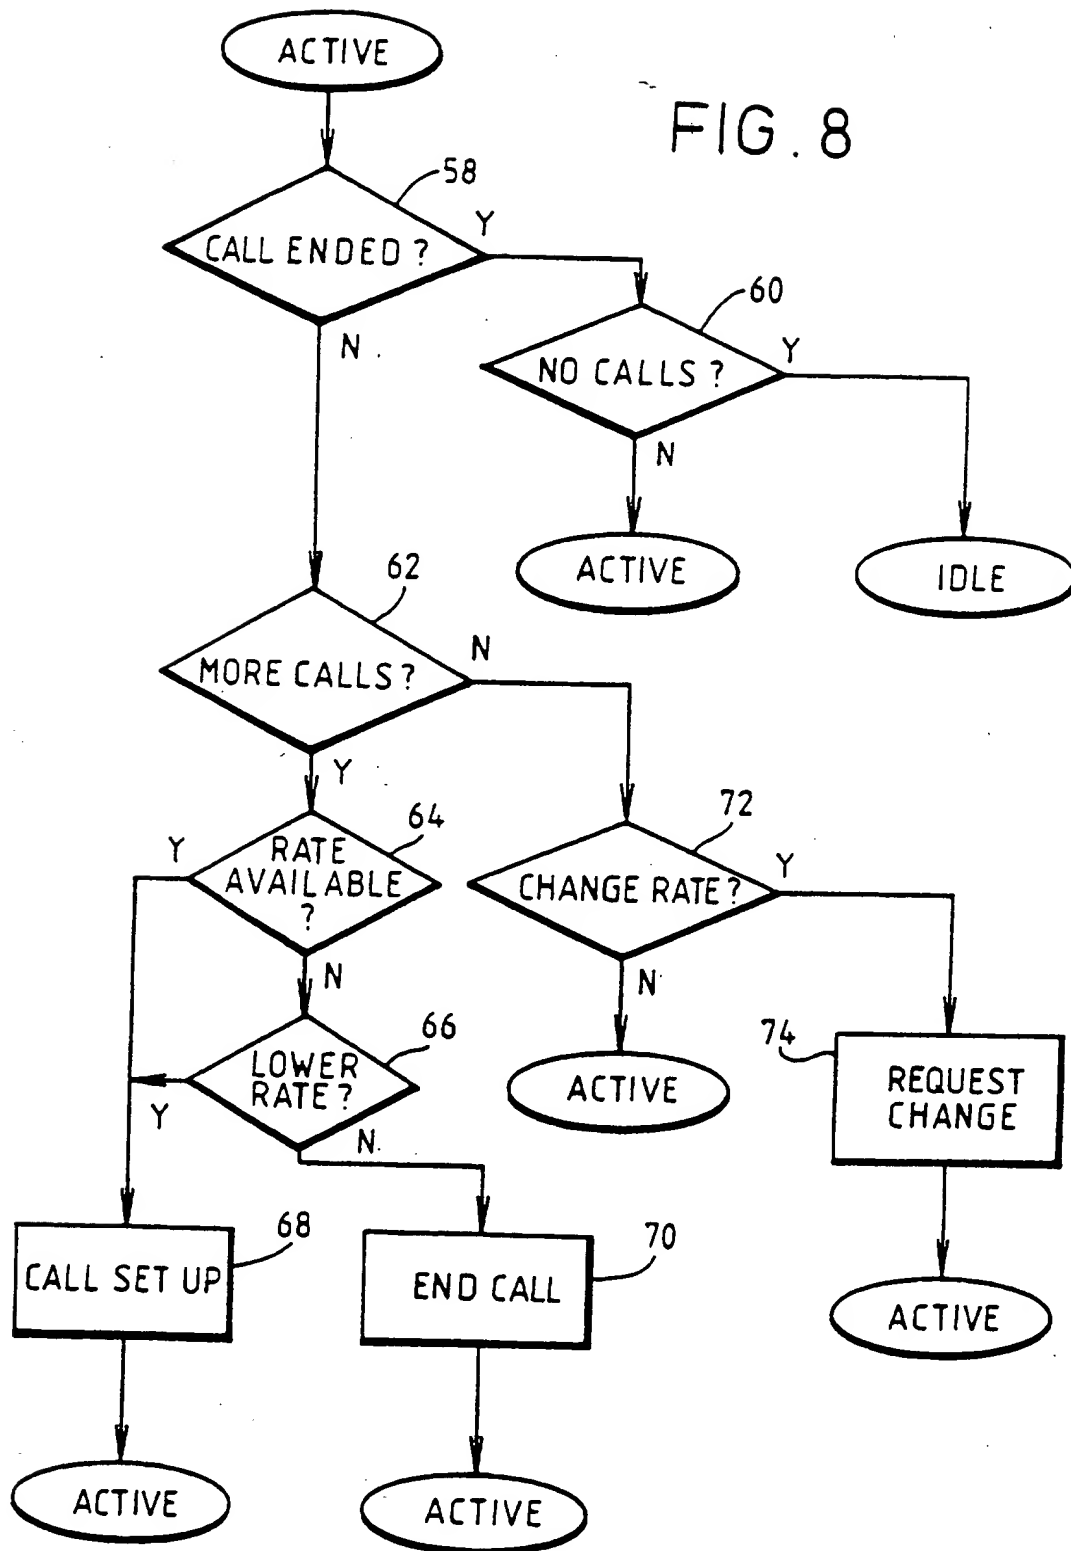 ACTIVE
FIG. 8
58
CALL ENDED ?
Y
N
60
NO CALLS ?
Y
N
ACTIVE
IDLE
62
MORE CALLS ?
N
Y
64
Y
RATE
AVAILABLE
?
N
72
CHANGE RATE ?
Y
N
66
LOWER
RATE ?
Y
N
ACTIVE
74
REQUEST
CHANGE
68
CALL SET UP
70
END CALL
ACTIVE
ACTIVE
ACTIVE